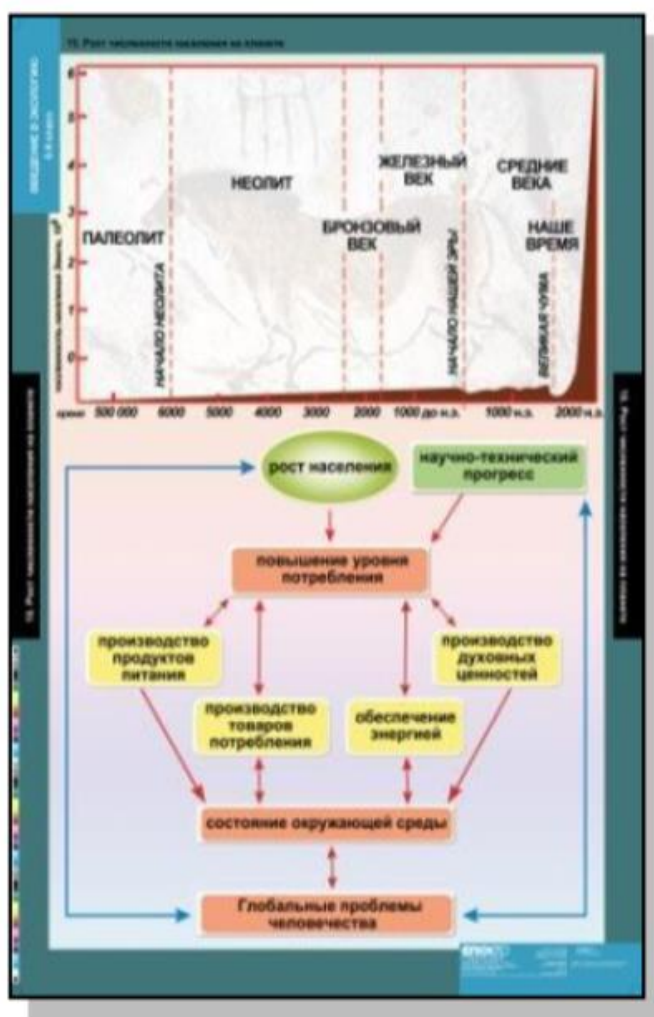 15. Рост численности населения на планете
ВВЕДЕНИЕ В ЭКОЛОГИЮ
6
5
4
3
2
1
0
ПАЛЕОЛИТ
НЕОЛИТ
БРОНЗОВЫЙ
ВЕК
ЖЕЛЕЗНЫЙ
ВЕК
СРЕДНИЕ
ВЕКА
НАШЕ
ВРЕМЯ
НАЧАЛО НЕОЛИТА
НАЧАЛО НАШЕЙ ЭРЫ
ВЕЛИКАЯ ЧУМА
время 500 000 6000 4000 3000 2000 1000 до н.э. 1000 н.э. 2000 н.э.
рост населения
научно-технический
прогресс
повышение уровня
потребления
производство
продуктов
питания
производство
духовных
ценностей
производство
товаров
потребления
обеспечение
энергией
состояние окружающей среды
Глобальные проблемы
человечества
15. Рост численности населения на планете
15. Рост численности населения на планете